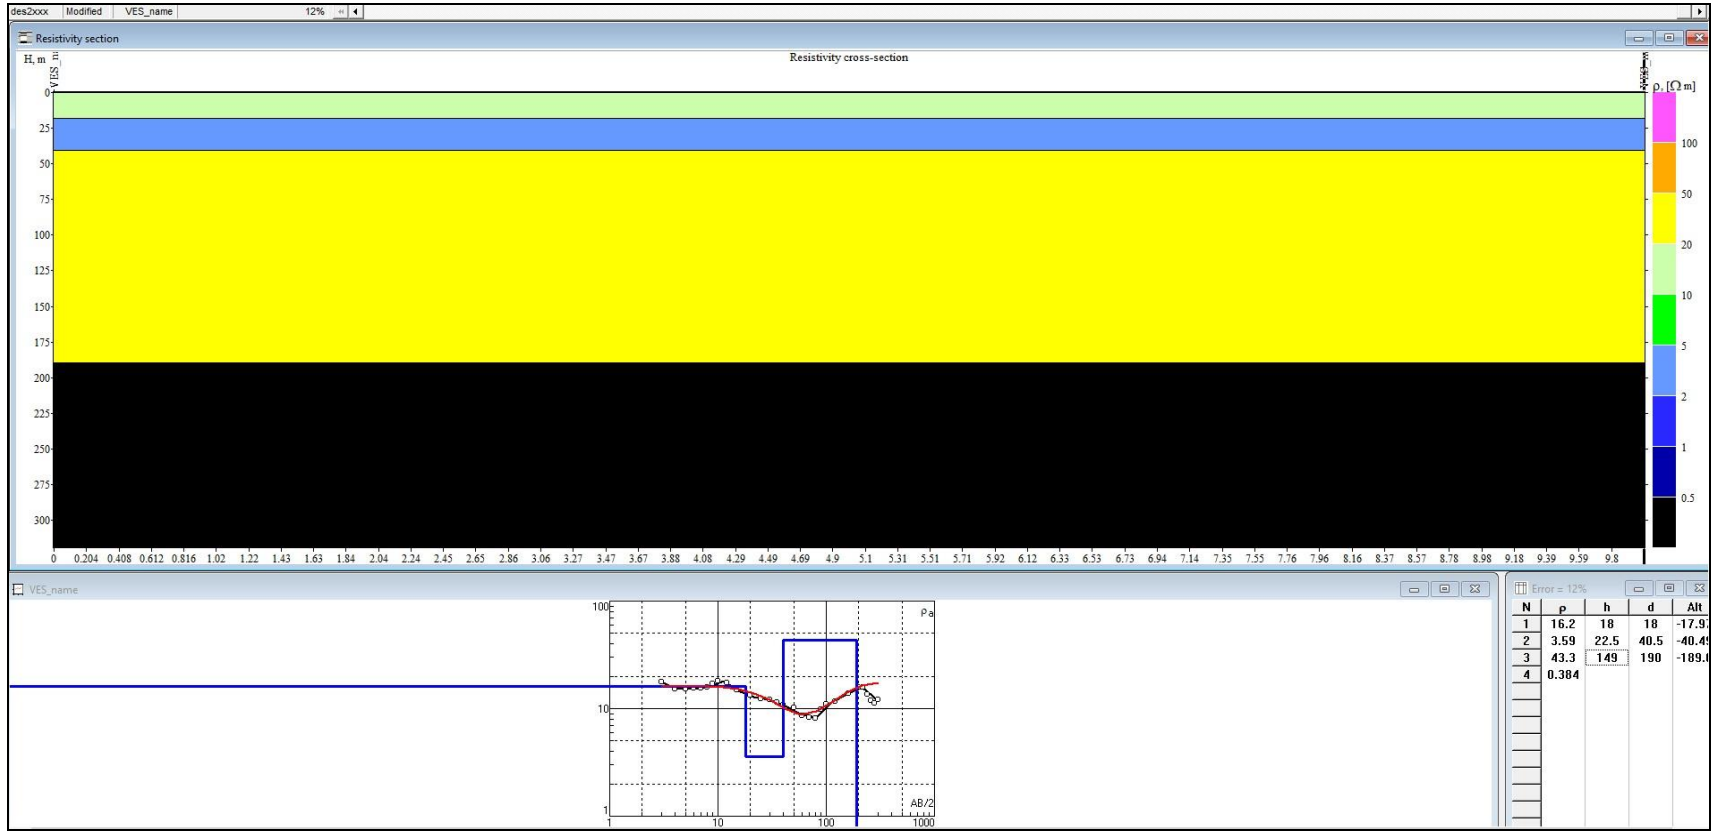 des2xxx Modified VES_name 12%
Resistivity section
H, m Resistivity cross-section
ρ, [Ω m]
0
25
50
75
100
125
150
175
200
225
250
275
300
100
50
20
10
5
2
1
0.5
0 0.204 0.408 0.612 0.816 1.02 1.22 1.43 1.63 1.84 2.04 2.24 2.45 2.65 2.86 3.06 3.27 3.47 3.67 3.88 4.08 4.29 4.49 4.69 4.9 5.1 5.31 5.51 5.71 5.92 6.12 6.33 6.53 6.73 6.94 7.14 7.35 7.55 7.76 7.96 8.16 8.37 8.57 8.78 8.98 9.18 9.39 9.59 9.8
VES_name
100
10
1
ρa
AB/2
1 10 100 1000
Error = 12%
N ρ h d Alt
1 16.2 18 18 -17.97
2 3.59 22.5 40.5 -40.49
3 43.3 149 190 -189.
4 0.384